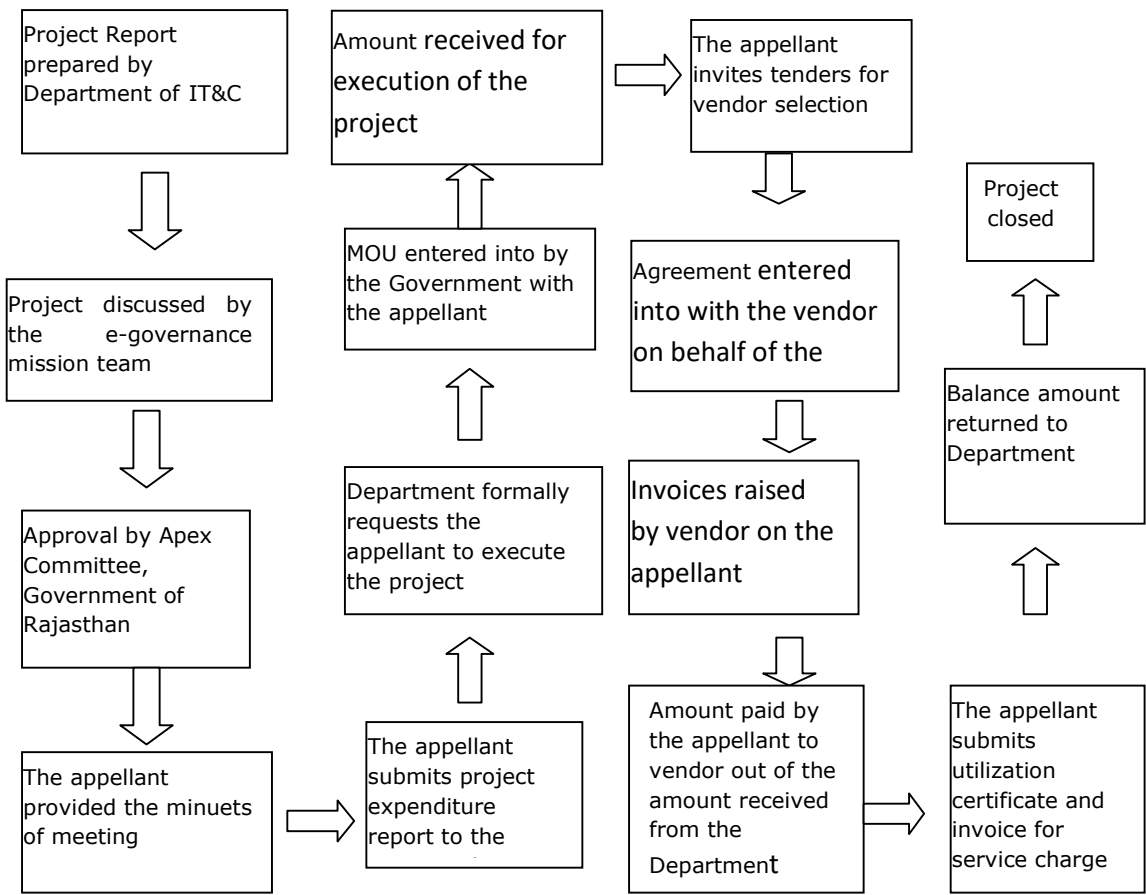 Project Report
prepared by
Department of IT&C
Project discussed by
the e-governance
mission team
Approval by Apex
Committee,
Government of
Rajasthan
The appellant
provided the minuets
of meeting
The appellant
submits project
expenditure
report to the
Department formally
requests the
appellant to execute
the project
MOU entered into by
the Government with
the appellant
Amount received for
execution of the
project
The appellant
invites tenders for
vendor selection
Agreement entered
into with the vendor
on behalf of the
Invoices raised
by vendor on the
appellant
Amount paid by
the appellant to
vendor out of the
amount received
from the
Department
The appellant
submits
utilization
certificate and
invoice for
service charge
Balance amount
returned to
Department
Project
closed